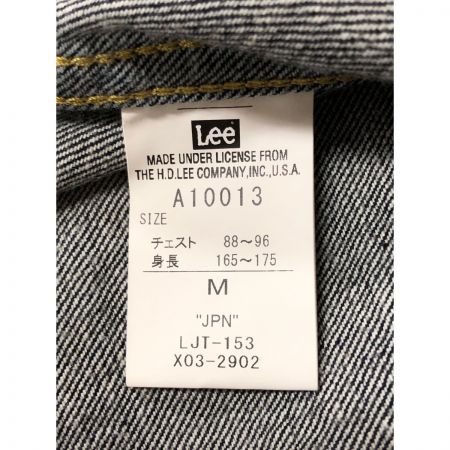 Lee
MADE UNDER LICENSE FROM
THE H.D.LEE COMPANY,INC.,U.S.A.
A10013
SIZE
チェスト 88～96
身長 165～175
M
"JPN"
LJT-153
X03-2902